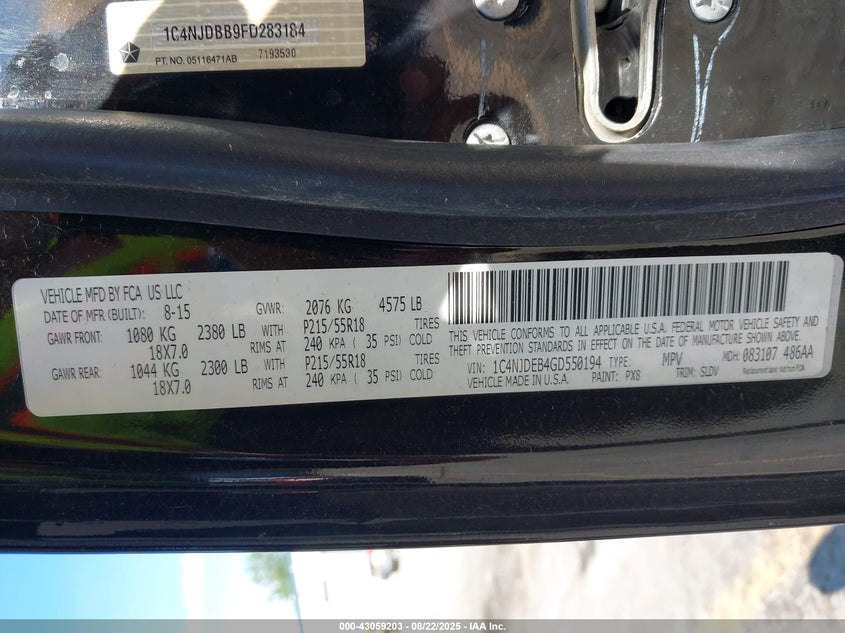 1C4NJDBB9FD283184
PT. NO. 05116471AB 7193530
VEHICLE MFD BY FCA US LLC
DATE OF MFR (BUILT): 8-15 GVWR: 2076 KG 4575 LB
GAWR FRONT: 1080 KG 2380 LB WITH P215/55R18 TIRES
18X7.0 RIMS AT 240 KPA ( 35 PSI) COLD
GAWR REAR: 1044 KG 2300 LB WITH P215/55R18 TIRES
18X7.0 RIMS AT 240 KPA ( 35 PSI) COLD
THIS VEHICLE CONFORMS TO ALL APPLICABLE U.S.A. FEDERAL MOTOR VEHICLE SAFETY AND
THEFT PREVENTION STANDARDS IN EFFECT ON THE DATE OF MANUFACTURE SHOWN ABOVE.
VIN: 1C4NJDEB4GD550194 TYPE: MPV MDH: 083107 486AA
VEHICLE MADE IN U.S.A. PAINT: PX8 TRIM: SLDV Replacement label. Not from FCA
000-43059203 - 08/22/2025 - IAA Inc.